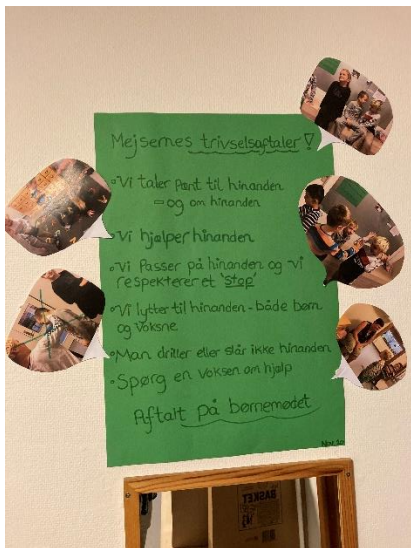 Mejsernes trivselsaftaler!
• Vi taler pænt til hinanden
- og om hinanden
• Vi hjælper hinanden
• Vi Passer på hinanden og vi
respekterer et "Stop"
• Vi lytter til hinanden - både børn
og voksne
• Man driller eller slår ikke hinanden
• Spørg en voksen om hjælp
Aftalt på børnemødet
BASKET